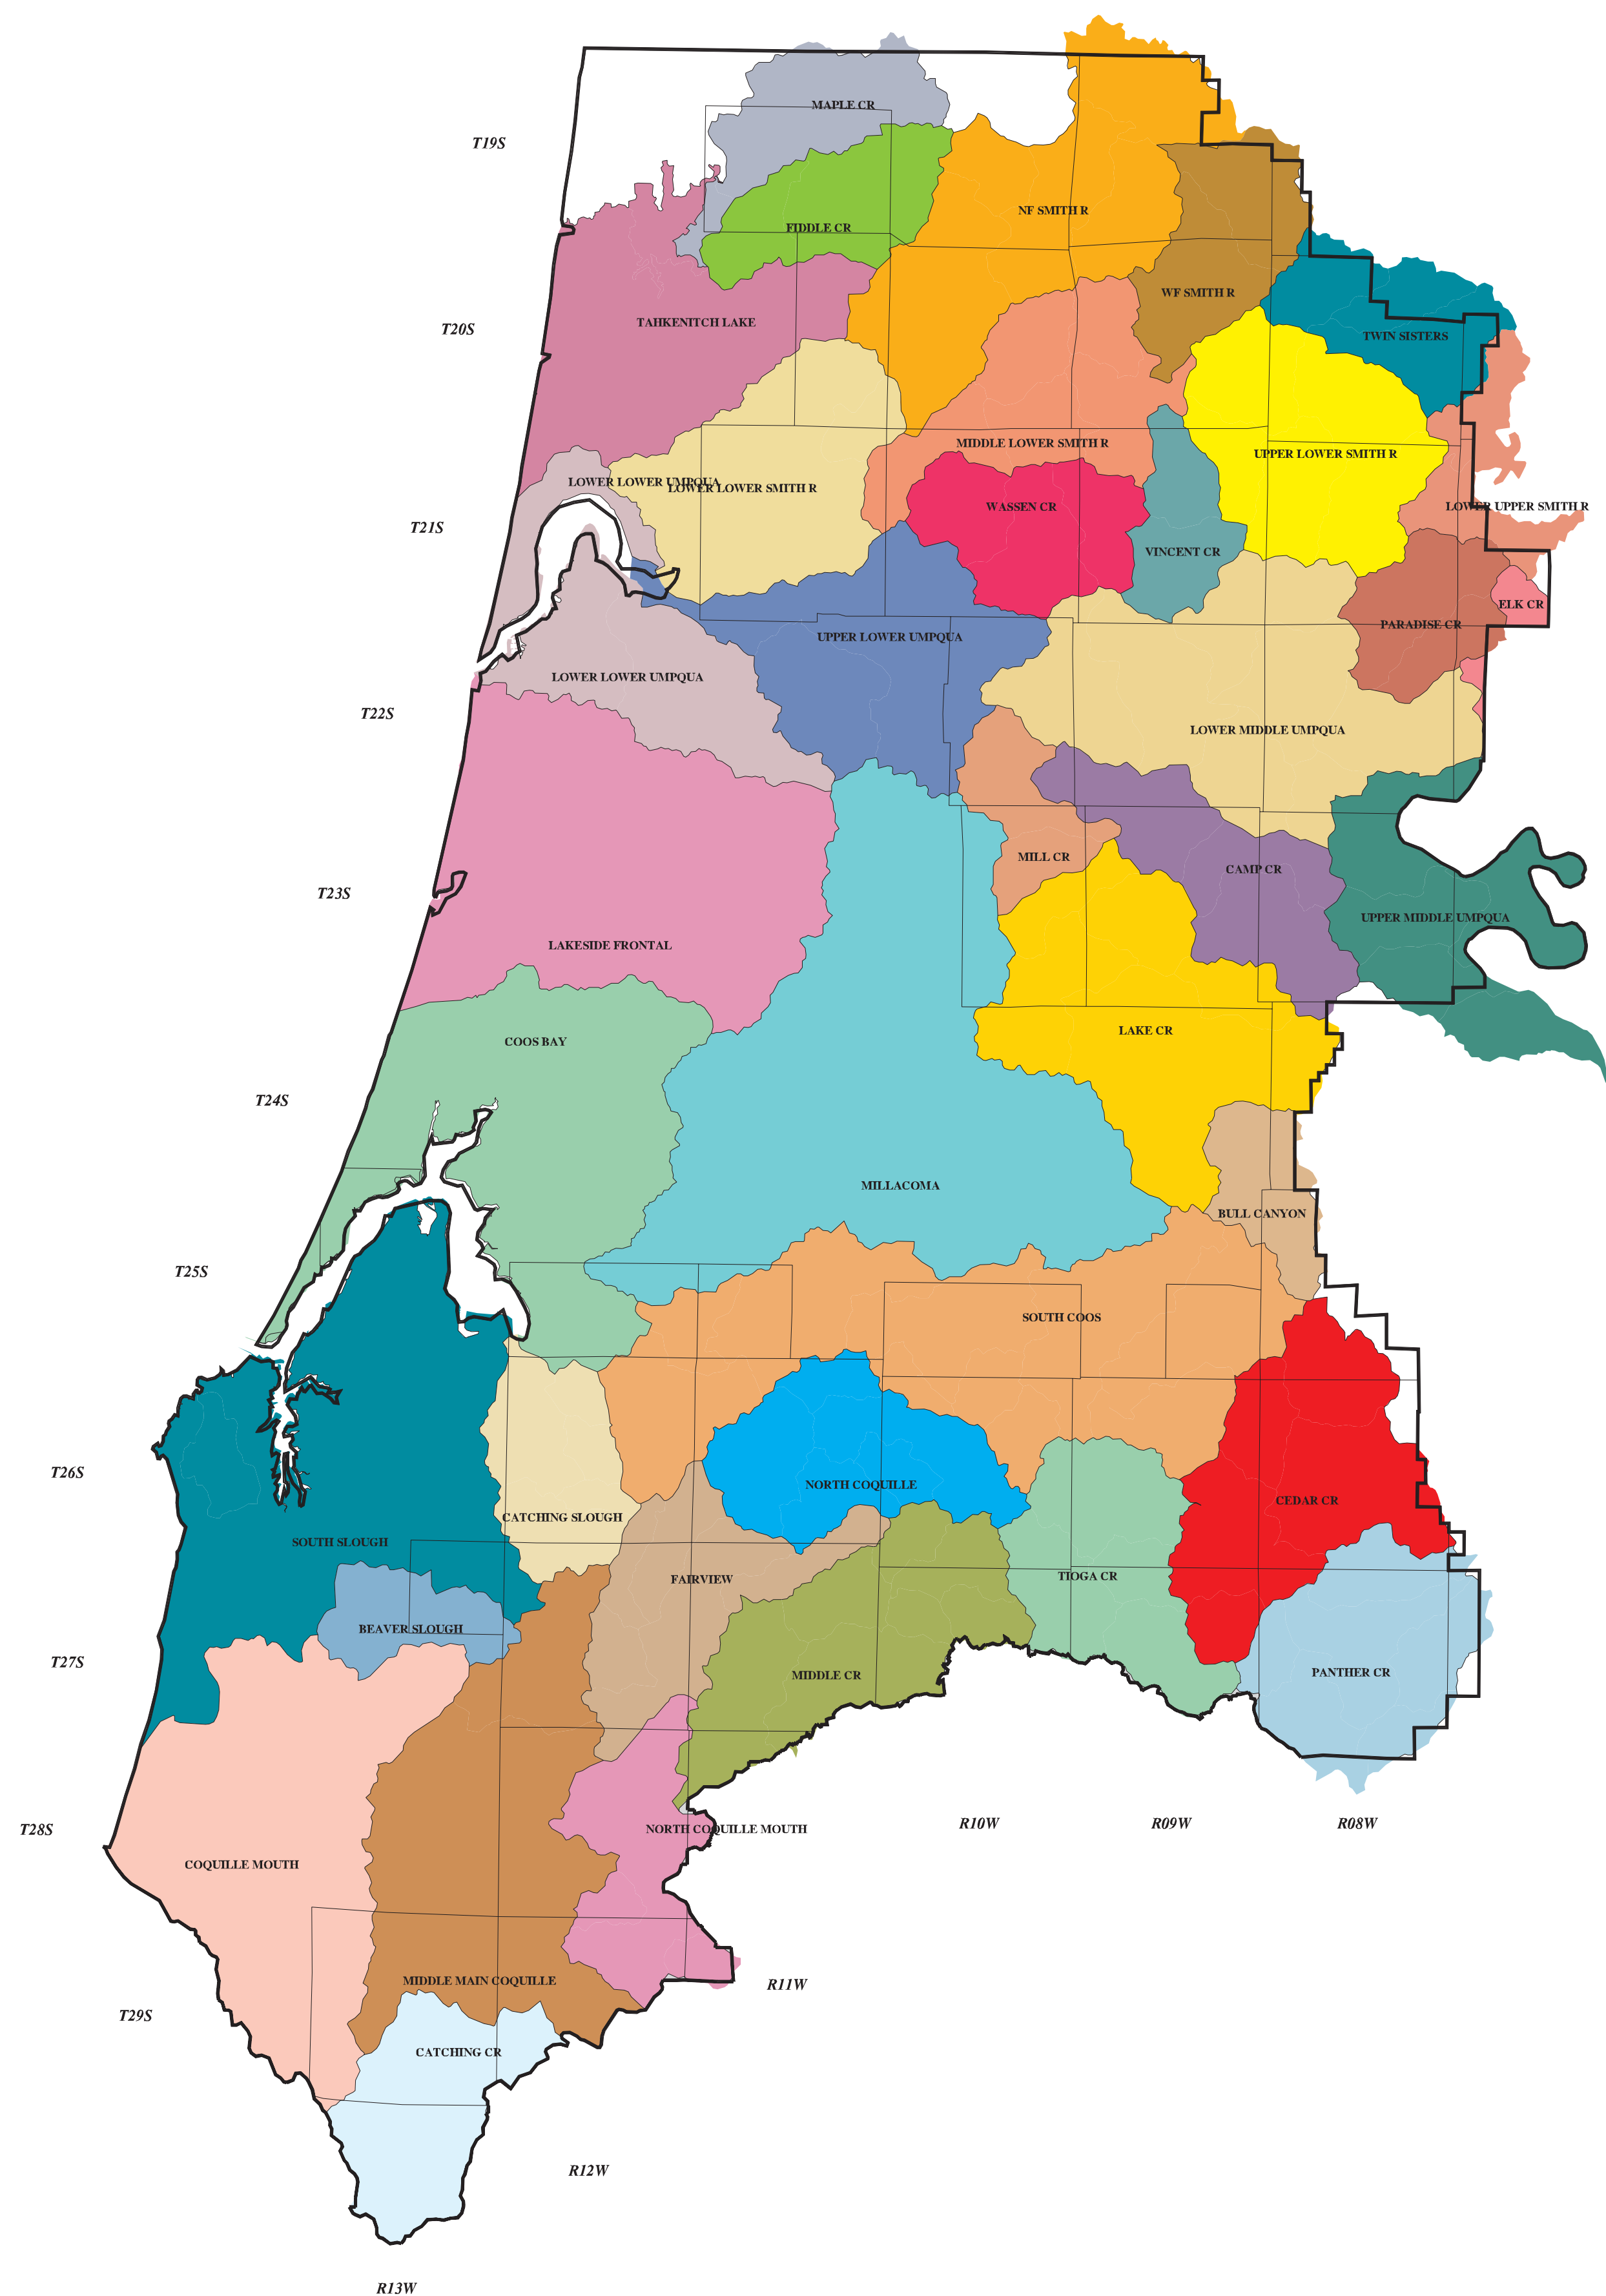 MAPLE CR
T19S
NF SMITH R
FIDDLE CR
WF SMITH R
TAHKENITCH LAKE
T20S
TWIN SISTERS
MIDDLE LOWER SMITH R
UPPER LOWER SMITH R
LOWER LOWER UMPQUA
LOWER LOWER SMITH R
WASSEN CR
LOWER UPPER SMITH R
T21S
VINCENT CR
ELK CR
PARADISE CR
UPPER LOWER UMPQUA
LOWER LOWER UMPQUA
T22S
LOWER MIDDLE UMPQUA
MILL CR
CAMP CR
T23S
UPPER MIDDLE UMPQUA
LAKESIDE FRONTAL
LAKE CR
COOS BAY
T24S
MILLACOMA
BULL CANYON
T25S
SOUTH COOS
T26S
NORTH COQUILLE
CEDAR CR
CATCHING SLOUGH
SOUTH SLOUGH
TIOGA CR
FAIRVIEW
BEAVER SLOUGH
T27S
PANTHER CR
MIDDLE CR
R10W
R09W
R08W
T28S
NORTH COQUILLE MOUTH
COQUILLE MOUTH
MIDDLE MAIN COQUILLE
R11W
T29S
CATCHING CR
R12W
R13W